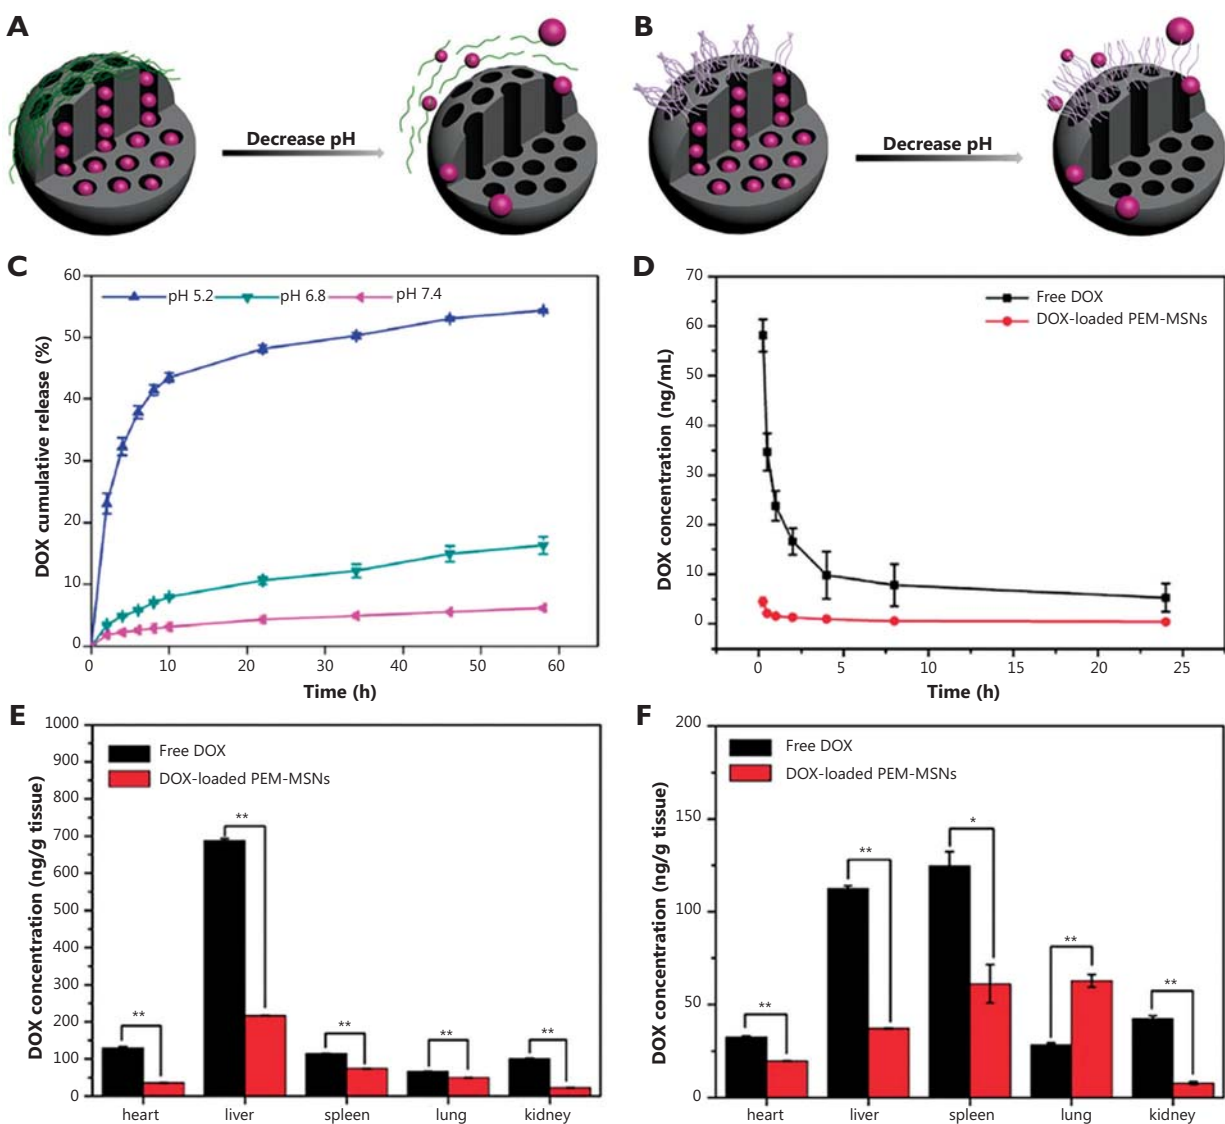 A
Decrease pH
B
Decrease pH
C
DOX cumulative release (%)
60
50
40
30
20
10
0
pH 5.2
pH 6.8
pH 7.4
0
10
20
30
40
50
60
Time (h)
D
DOX concentration (ng/mL)
70
60
50
40
30
20
10
0
Free DOX
DOX-loaded PEM-MSNs
0
5
10
15
20
25
Time (h)
E
DOX concentration (ng/g tissue)
1000
900
800
700
600
500
400
300
200
100
0
Free DOX
DOX-loaded PEM-MSNs
**
**
**
**
**
heart
liver
spleen
lung
kidney
F
DOX concentration (ng/g tissue)
200
150
100
50
0
Free DOX
DOX-loaded PEM-MSNs
**
**
*
**
**
heart
liver
spleen
lung
kidney